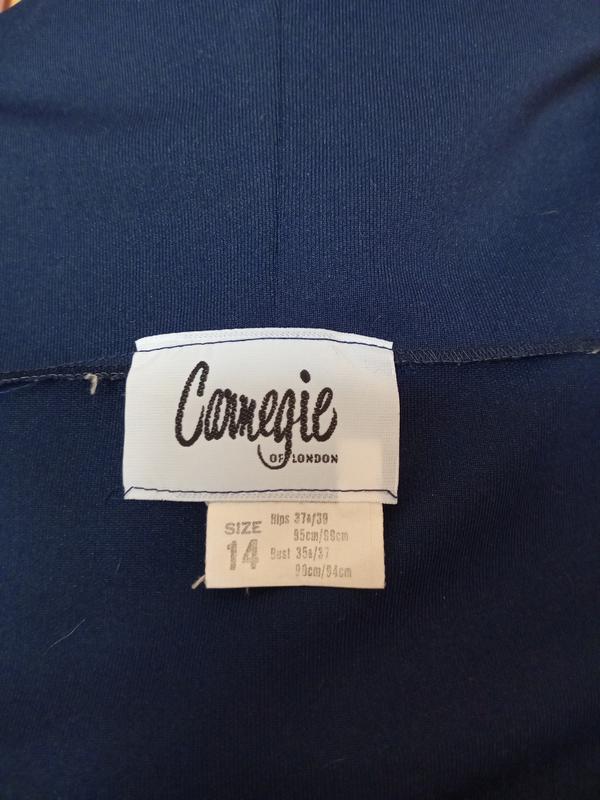 Carnegie
OF LONDON
SIZE
14
Hips 37½/39
95cm/98cm
Bust 35½/37
90cm/94cm